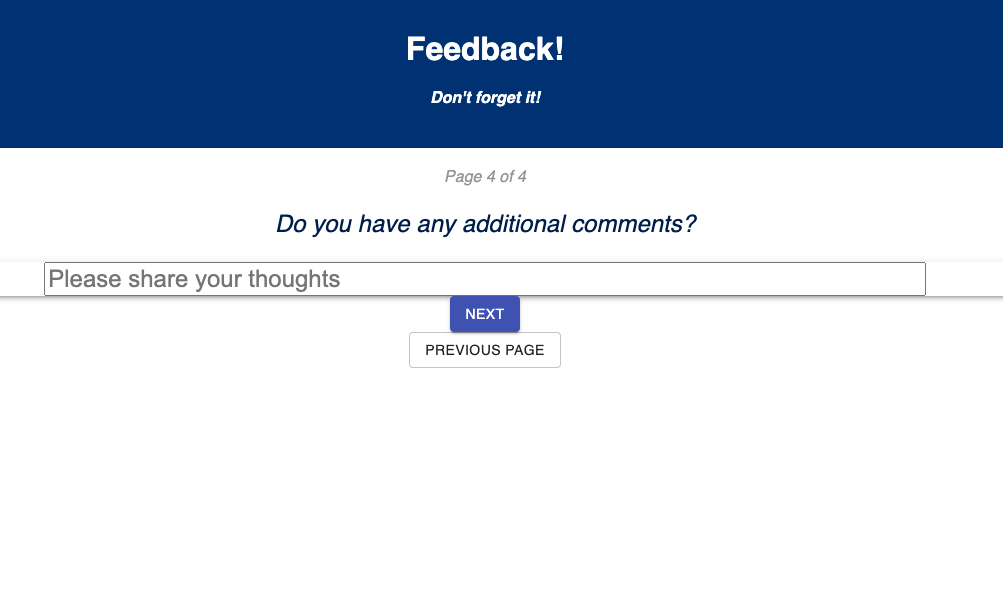 Feedback!
Don't forget it!
Page 4 of 4
Do you have any additional comments?
Please share your thoughts
NEXT
PREVIOUS PAGE